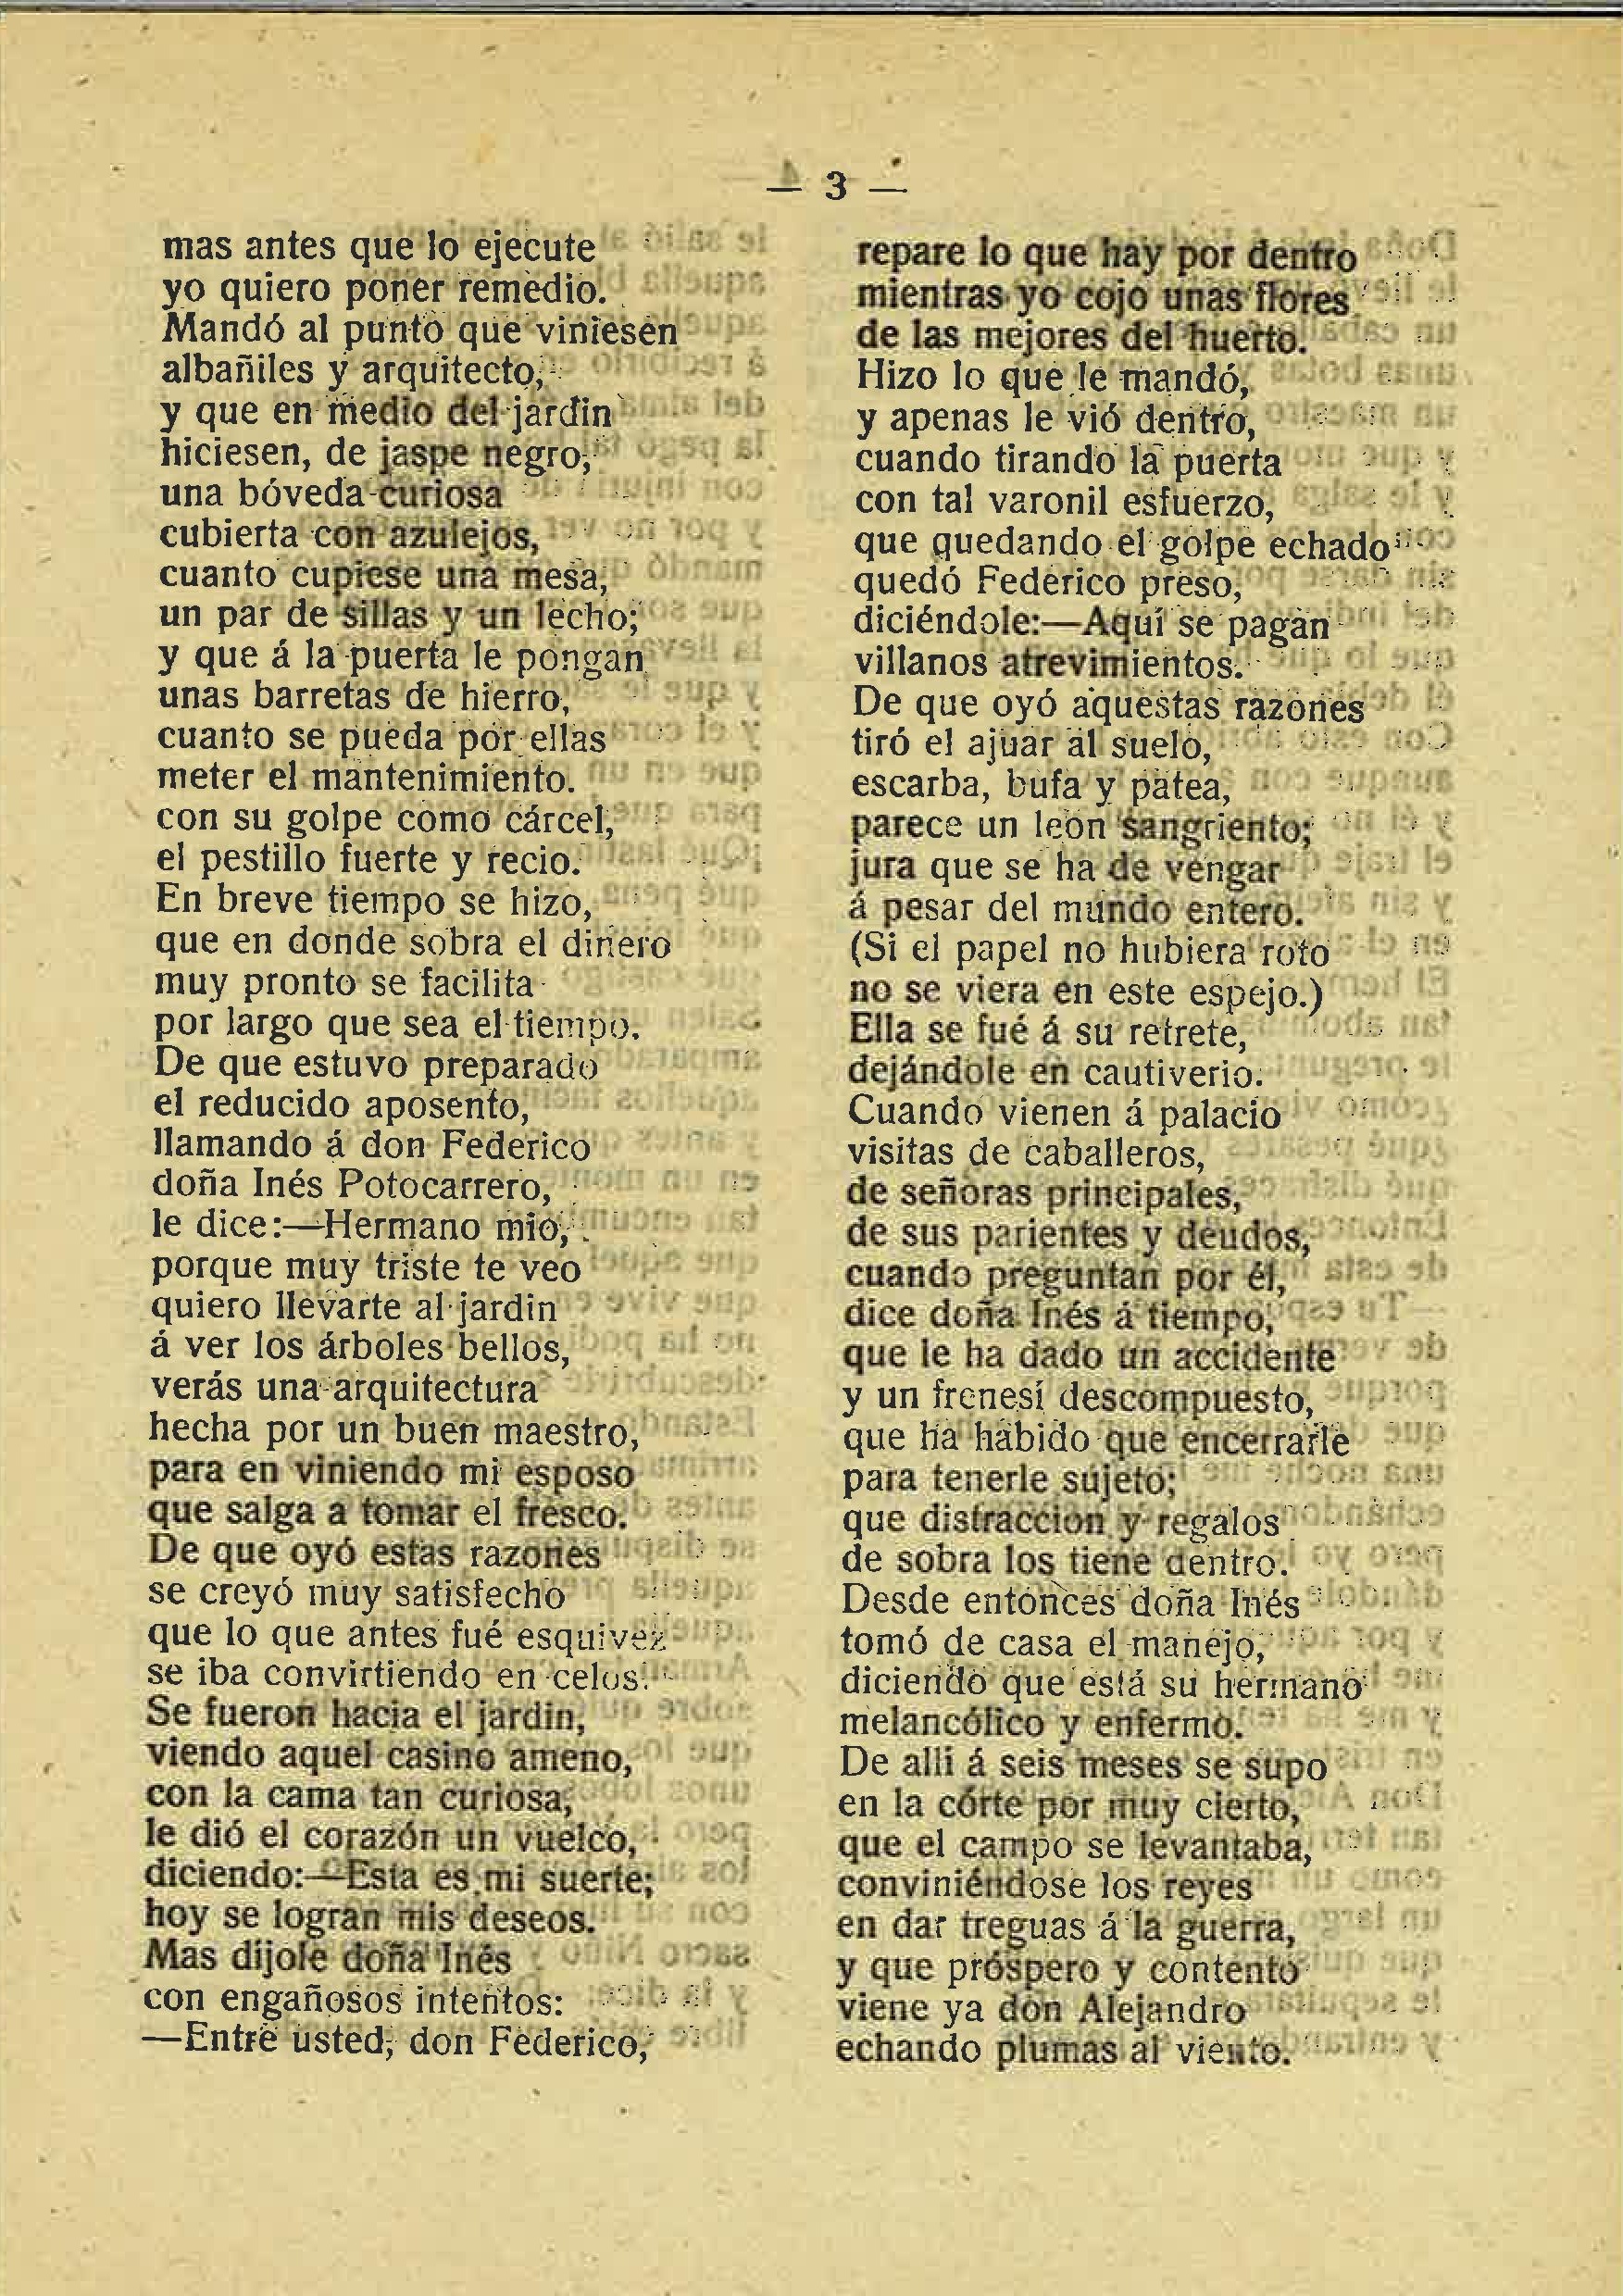 — 3 —
mas antes que lo ejecute
yo quiero poner remedio.
Mandó al punto que viniesen
albañiles y arquitecto,
y que en medio del jardin
hiciesen, de jaspe negro,
una bóveda curiosa
cubierta con azulejos,
cuanto cupiese una mesa,
un par de sillas y un lecho;
y que á la puerta le pongan
unas barretas de hierro,
cuanto se pueda por ellas
meter el mantenimiento.
con su golpe como cárcel,
el pestillo fuerte y recio.
En breve tiempo se hizo,
que en donde sobra el dinero
muy pronto se facilita
por largo que sea el tiempo.
De que estuvo preparado
el reducido aposento,
llamando á don Federico
doña Inés Potocarrero,
le dice:—Hermano mio,
porque muy triste te veo
quiero llevarte al jardin
á ver los árboles bellos,
verás una arquitectura
hecha por un buen maestro,
para en viniendo mi esposo
que salga a tomar el fresco.
De que oyó estas razones
se creyó muy satisfecho
que lo que antes fué esquivez
se iba convirtiendo en celos.
Se fueron hacia el jardin,
viendo aquel casino ameno,
con la cama tan curiosa,
le dió el corazón un vuelco,
diciendo:—Esta es mi suerte;
hoy se logran mis deseos.
Mas dijole doña Inés
con engañosos intentos:
—Entre usted, don Federico,
repare lo que hay por dentro
mientras yo cojo unas flores
de las mejores del huerto.
Hizo lo que le mandó,
y apenas le vió dentro,
cuando tirando la puerta
con tal varonil esfuerzo,
que quedando el golpe echado
quedó Federico preso,
diciéndole:—Aquí se pagan
villanos atrevimientos.
De que oyó aquestas razones
tiró el ajuar al suelo,
escarba, bufa y patea,
parece un león sangriento;
jura que se ha de vengar
á pesar del mundo entero.
(Si el papel no hubiera roto
no se viera en este espejo.)
Ella se fué á su retrete,
dejándole en cautiverio.
Cuando vienen á palacio
visitas de caballeros,
de señoras principales,
de sus parientes y deudos,
cuando preguntan por él,
dice doña Inés á tiempo,
que le ha dado un accidente
y un frenesí descompuesto,
que ha habido que encerrarle
para tenerle sujeto;
que distracción y regalos
de sobra los tiene dentro.
Desde entonces doña Inés
tomó de casa el manejo,
diciendo que está su hermano
melancólico y enfermo.
De alli á seis meses se supo
en la córte por muy cierto,
que el campo se levantaba,
conviniéndose los reyes
en dar treguas á la guerra,
y que próspero y contento
viene ya don Alejandro
echando plumas al viento.